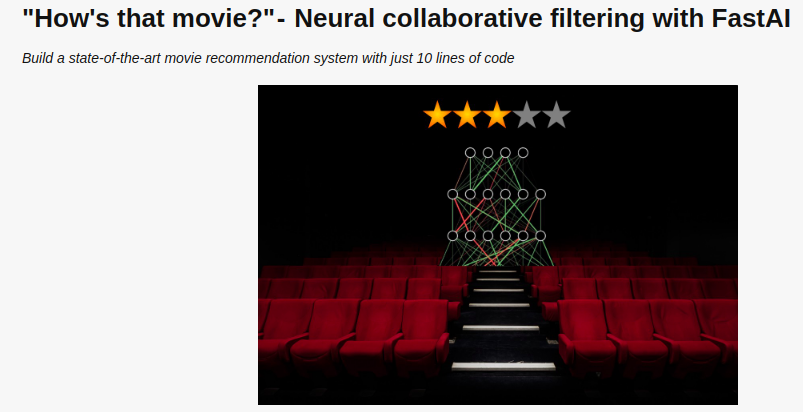 "How's that movie?"- Neural collaborative filtering with FastAI
Build a state-of-the-art movie recommendation system with just 10 lines of code